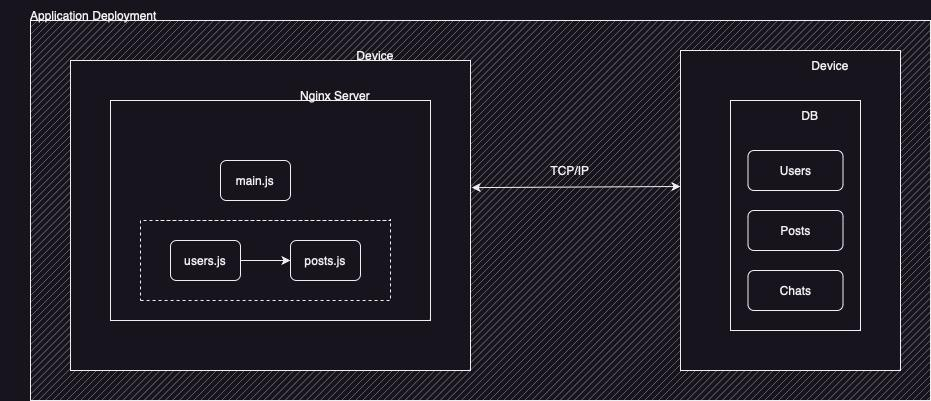 Application Deployment
Device
Nginx Server
main.js
users.js
posts.js
TCP/IP
Device
DB
Users
Posts
Chats